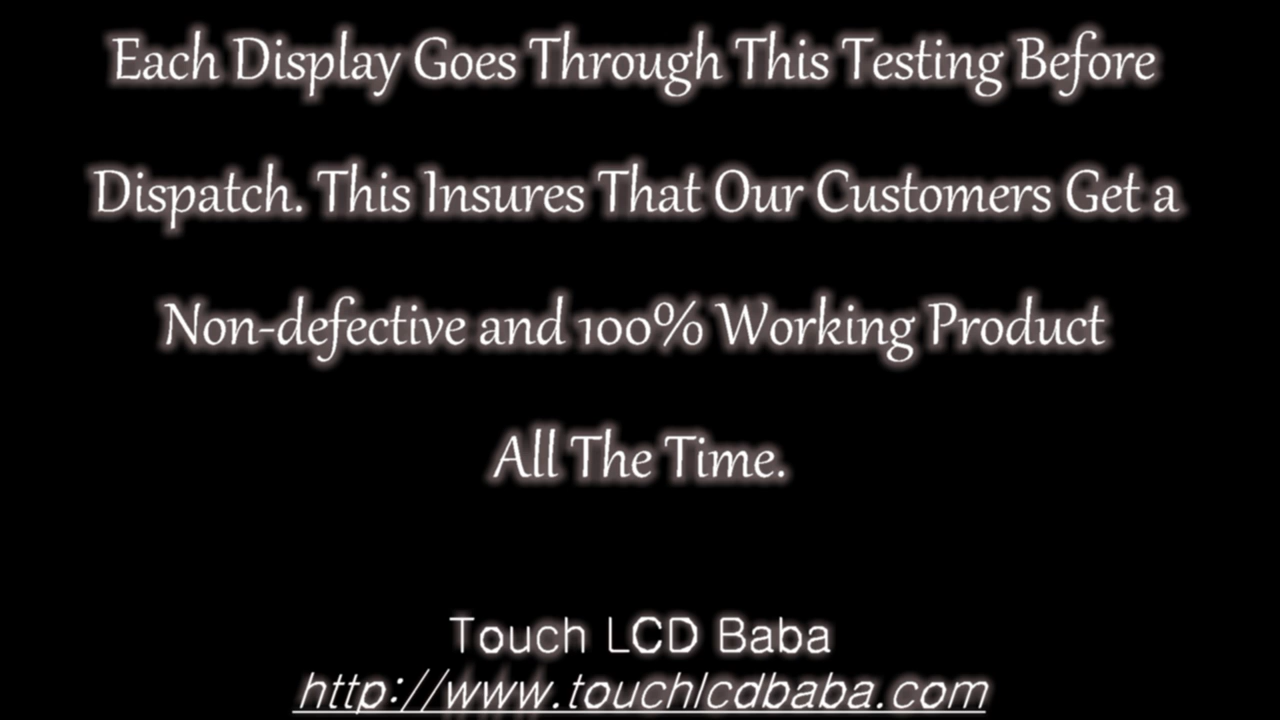 Each Display Goes Through This Testing Before
Dispatch. This Insures That Our Customers Get a
Non-defective and 100% Working Product
All The Time.
Touch LCD Baba
http://www.touchlcdbaba.com